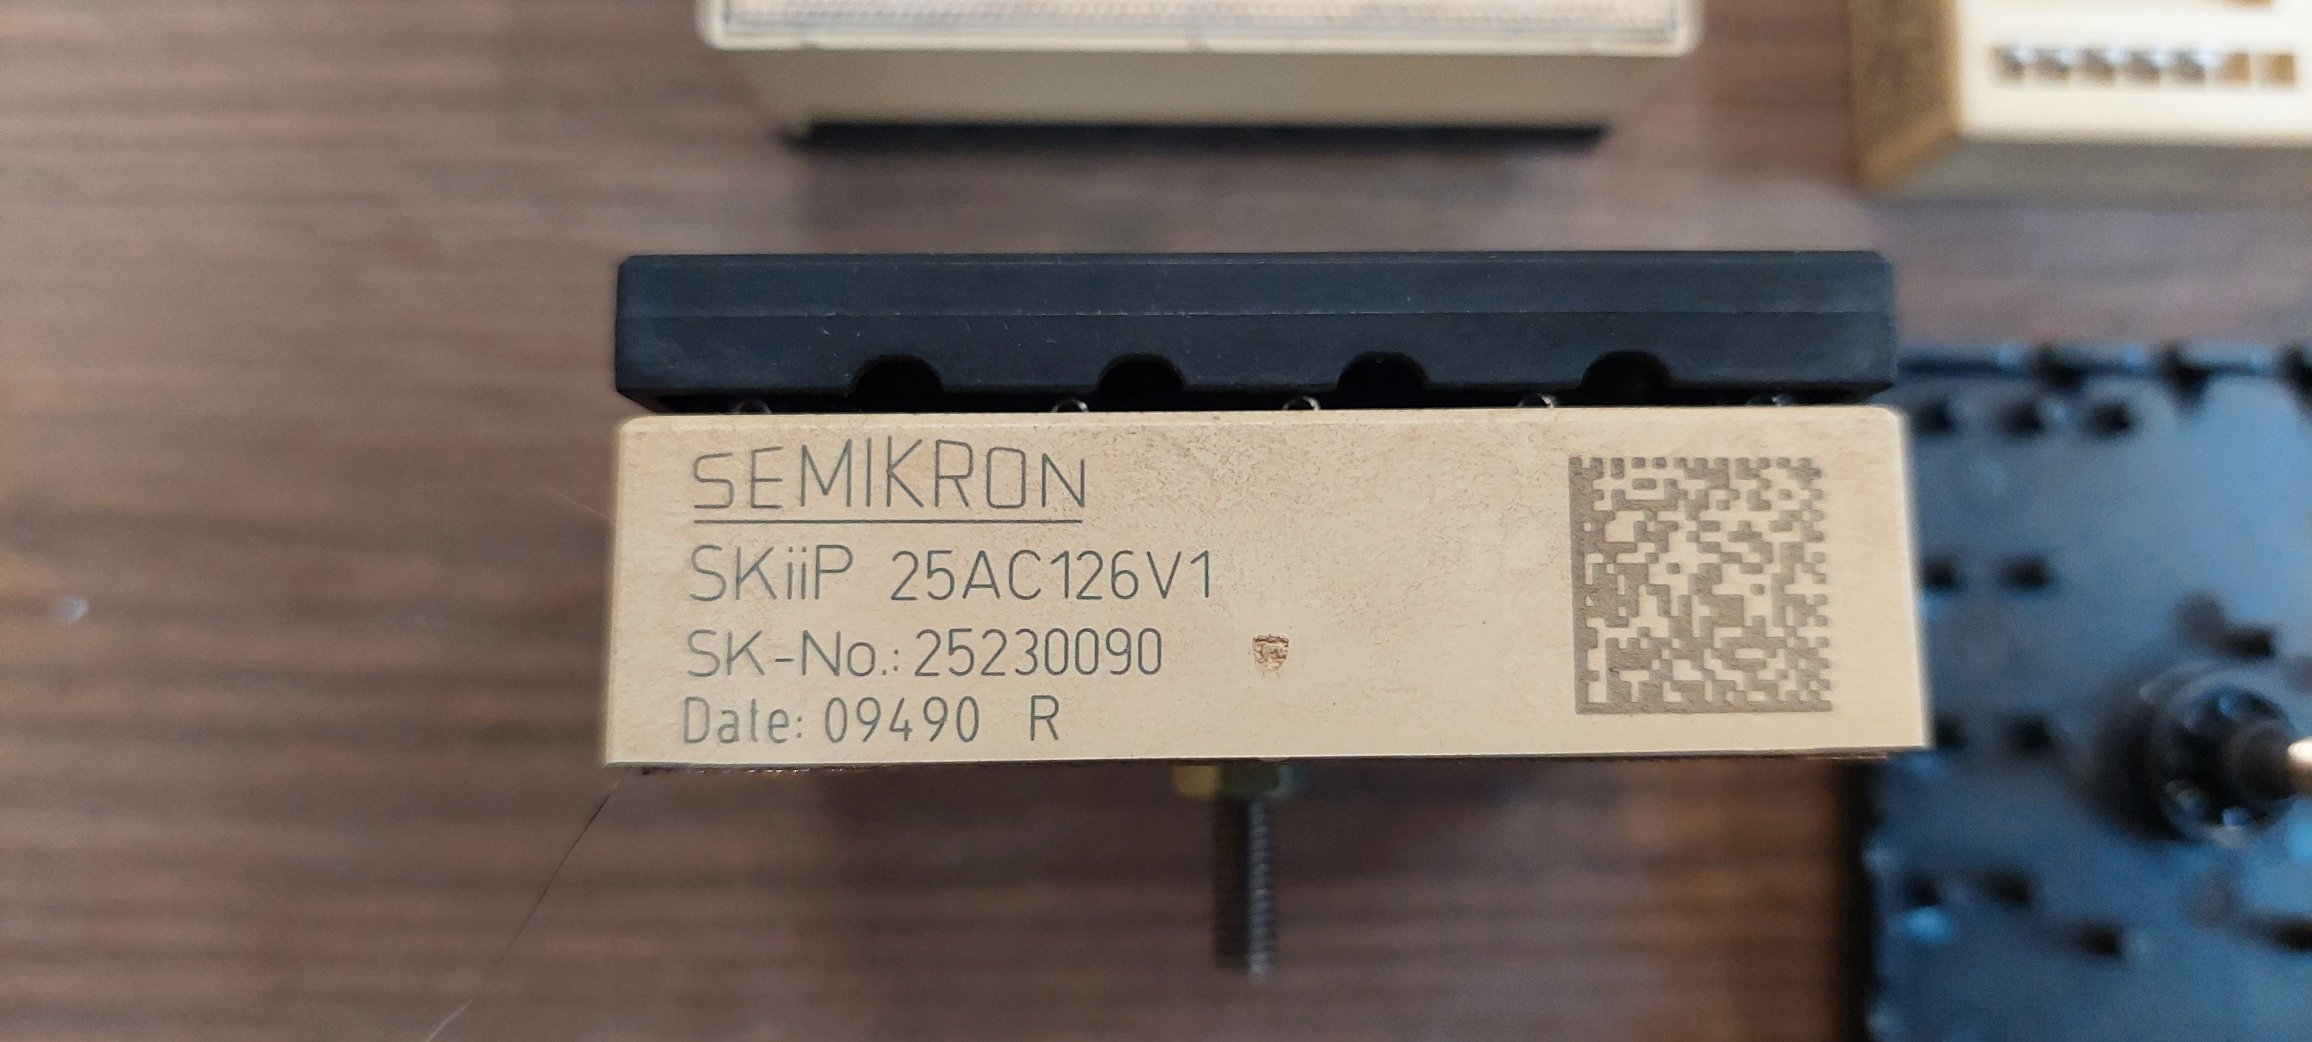 SEMIKRON
SKiiP 25AC126V1
SK-No.: 25230090
Date: 09490 R